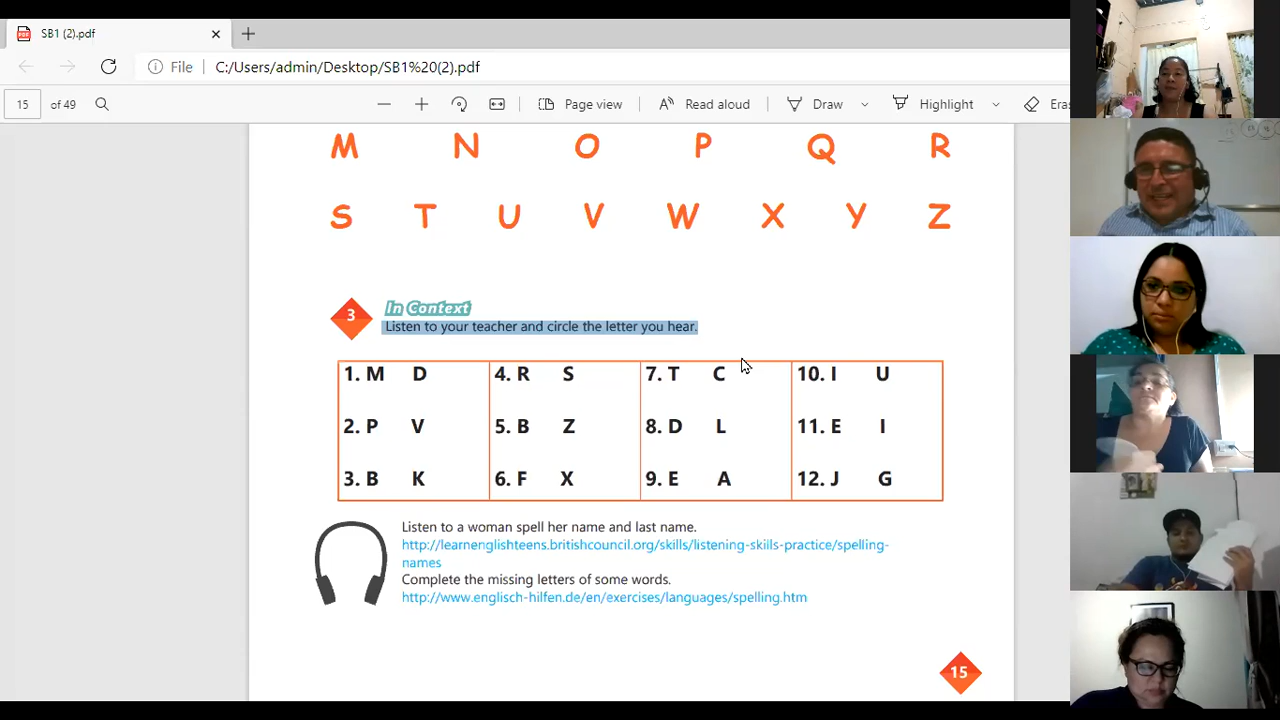 SB1 (2).pdf
File C:/Users/admin/Desktop/SB1%20(2).pdf
15 of 49 Page view Read aloud Draw Highlight Eras
M N O P Q R
S T U V W X Y Z
3 In Context
Listen to your teacher and circle the letter you hear.
1. M D 4. R S 7. T C 10. I U
2. P V 5. B Z 8. D L 11. E I
3. B K 6. F X 9. E A 12. J G
Listen to a woman spell her name and last name.
http://learnenglishteens.britishcouncil.org/skills/listening-skills-practice/spelling-
names
Complete the missing letters of some words.
http://www.englisch-hilfen.de/en/exercises/languages/spelling.htm
15